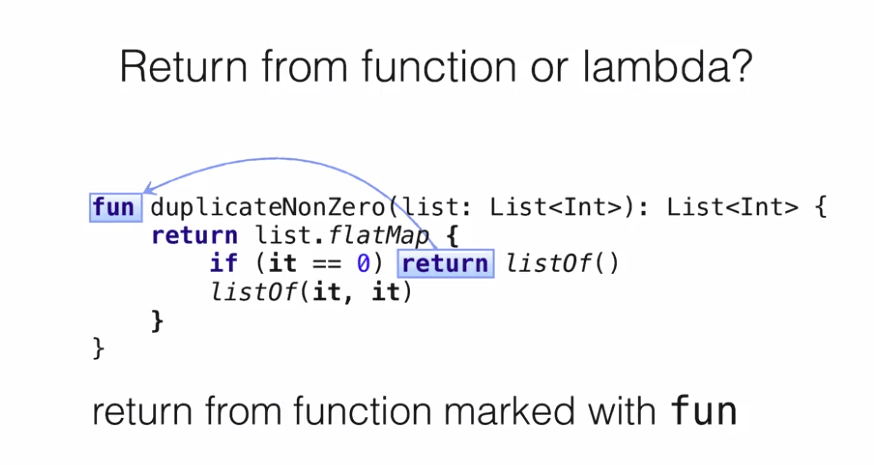 Return from function or lambda?
fun duplicateNonZero(list: List<Int>): List<Int> {
    return list.flatMap {
        if (it == 0) return listOf()
        listOf(it, it)
    }
}
return from function marked with fun